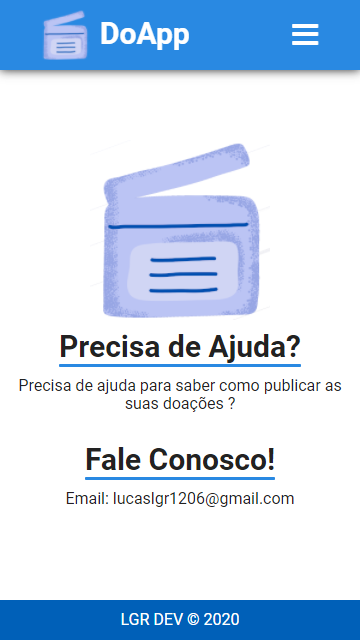 DoApp
Precisa de Ajuda?
Precisa de ajuda para saber como publicar as
suas doações ?
Fale Conosco!
Email: lucaslgr1206@gmail.com
LGR DEV © 2020